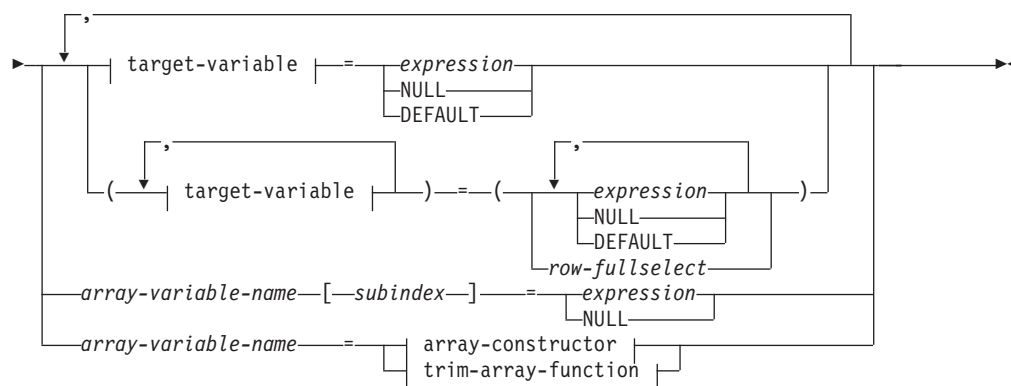 ,
target-variable = expression
NULL
DEFAULT
, ,
( target-variable ) = ( expression )
NULL
DEFAULT
row-fullselect
array-variable-name [ subindex ] = expression
NULL
array-variable-name = array-constructor
trim-array-function